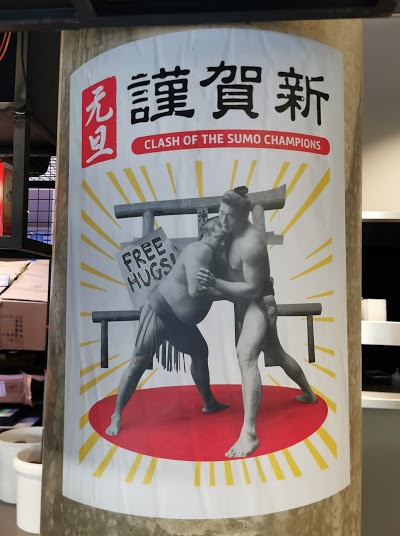 元旦
謹賀新
CLASH OF THE SUMO CHAMPIONS
FREE
HUGS!